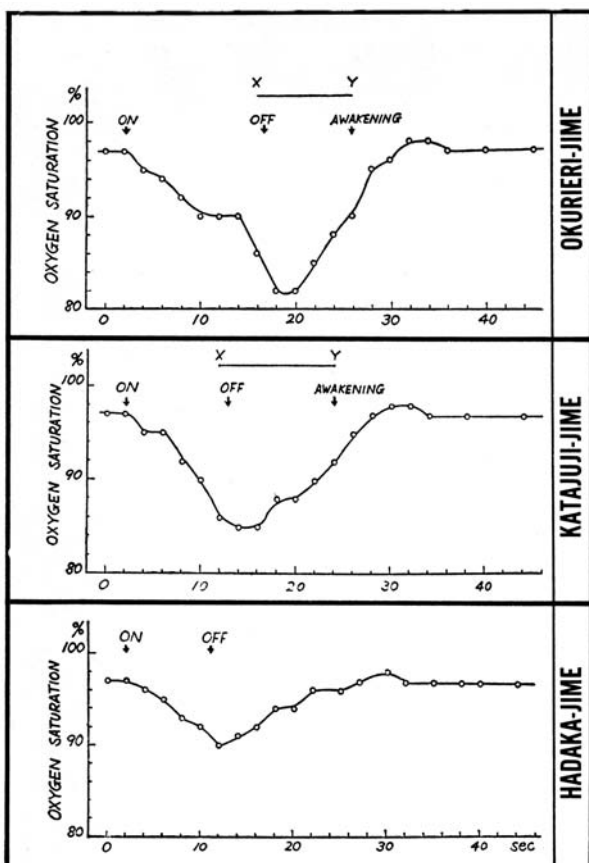 X Y
%
ON OFF AWAKENING
100
90
80
OXYGEN SATURATION
0 10 20 30 40
OKURIERI-JIME
X Y
%
ON OFF AWAKENING
100
90
80
OXYGEN SATURATION
0 10 20 30 40
KATAJUJI-JIME
%
ON OFF
100
90
80
OXYGEN SATURATION
0 10 20 30 40 sec
HADAKA-JIME